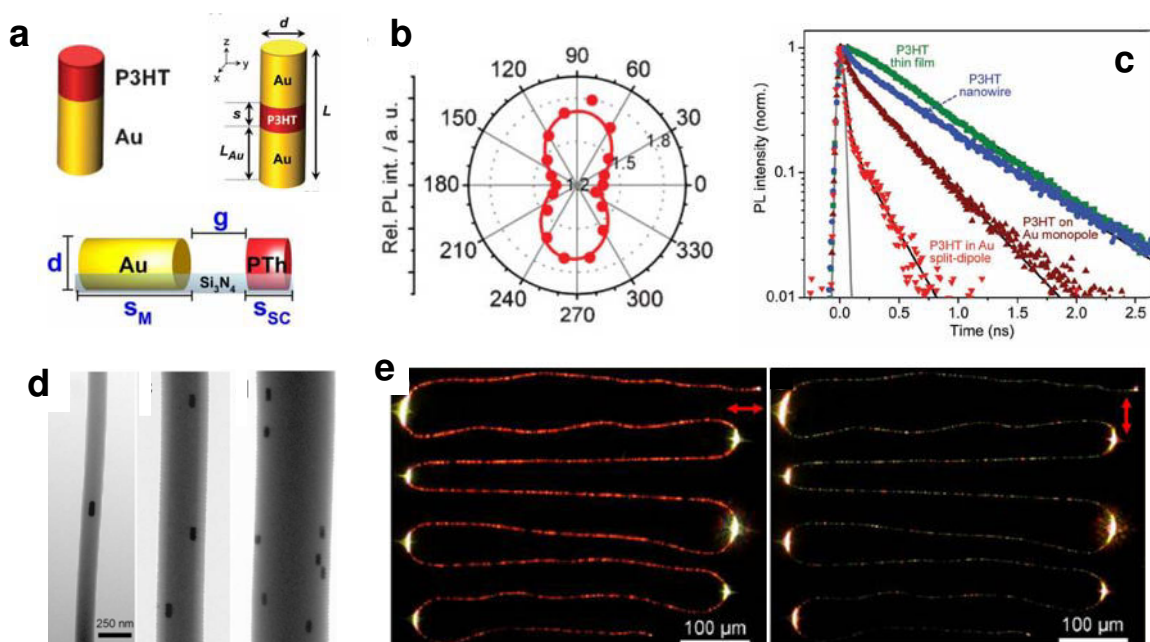 a
P3HT
Au
z
y
x
d
Au
P3HT
Au
s
L_Au
L
g
d
Au
Si₃N₄
PTh
s_M
s_SC
b
Rel. PL int. / a. u.
90
120
60
150
30
180
0
210
330
240
300
270
1.2
1.5
1.8
c
PL intensity (norm.)
1
0.1
0.01
P3HT
thin film
P3HT
nanowire
P3HT on
Au monopole
P3HT in Au
split-dipole
0.0
0.5
1.0
1.5
2.0
2.5
Time (ns)
d
250 nm
e
100 µm
100 µm